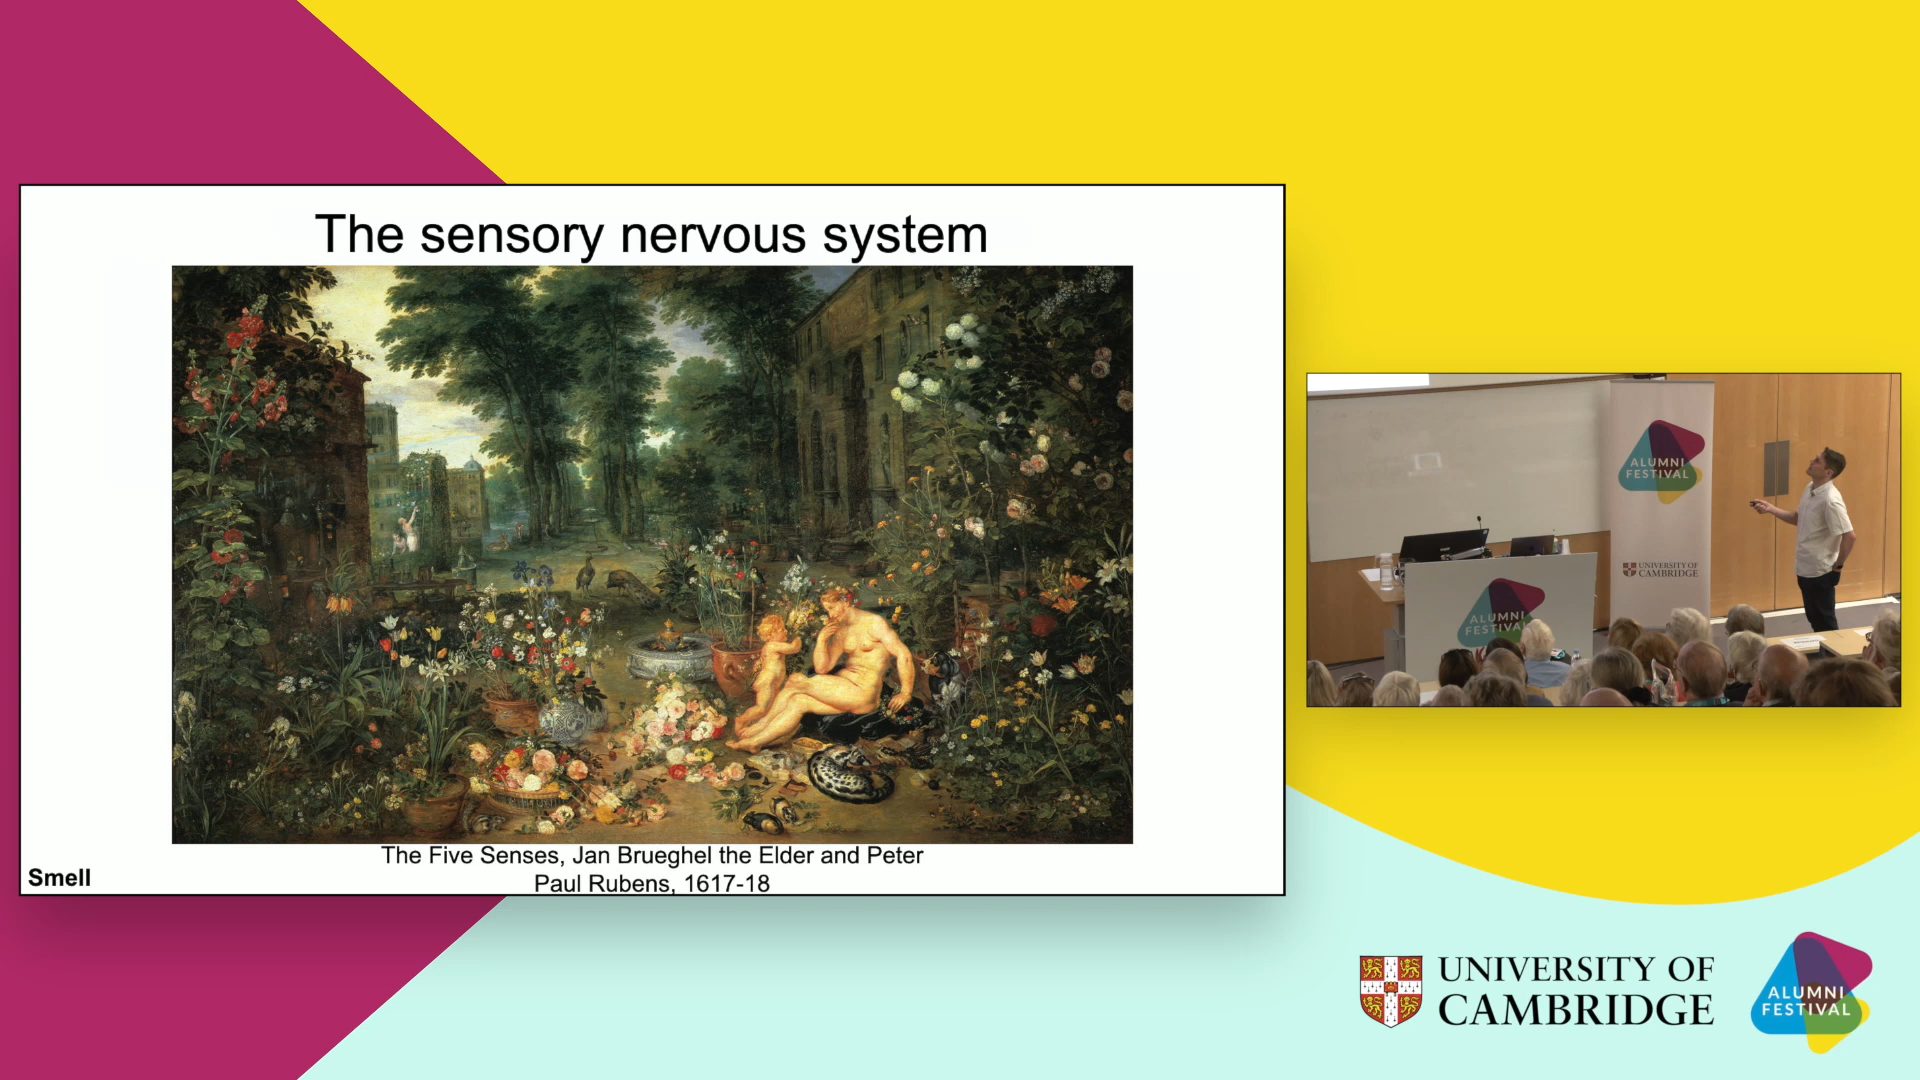 The sensory nervous system
The Five Senses, Jan Brueghel the Elder and Peter
Paul Rubens, 1617-18
Smell
ALUMNI
FESTIVAL
UNIVERSITY OF
CAMBRIDGE
ALUMNI
FESTIVAL
UNIVERSITY OF
CAMBRIDGE
ALUMNI
FESTIVAL